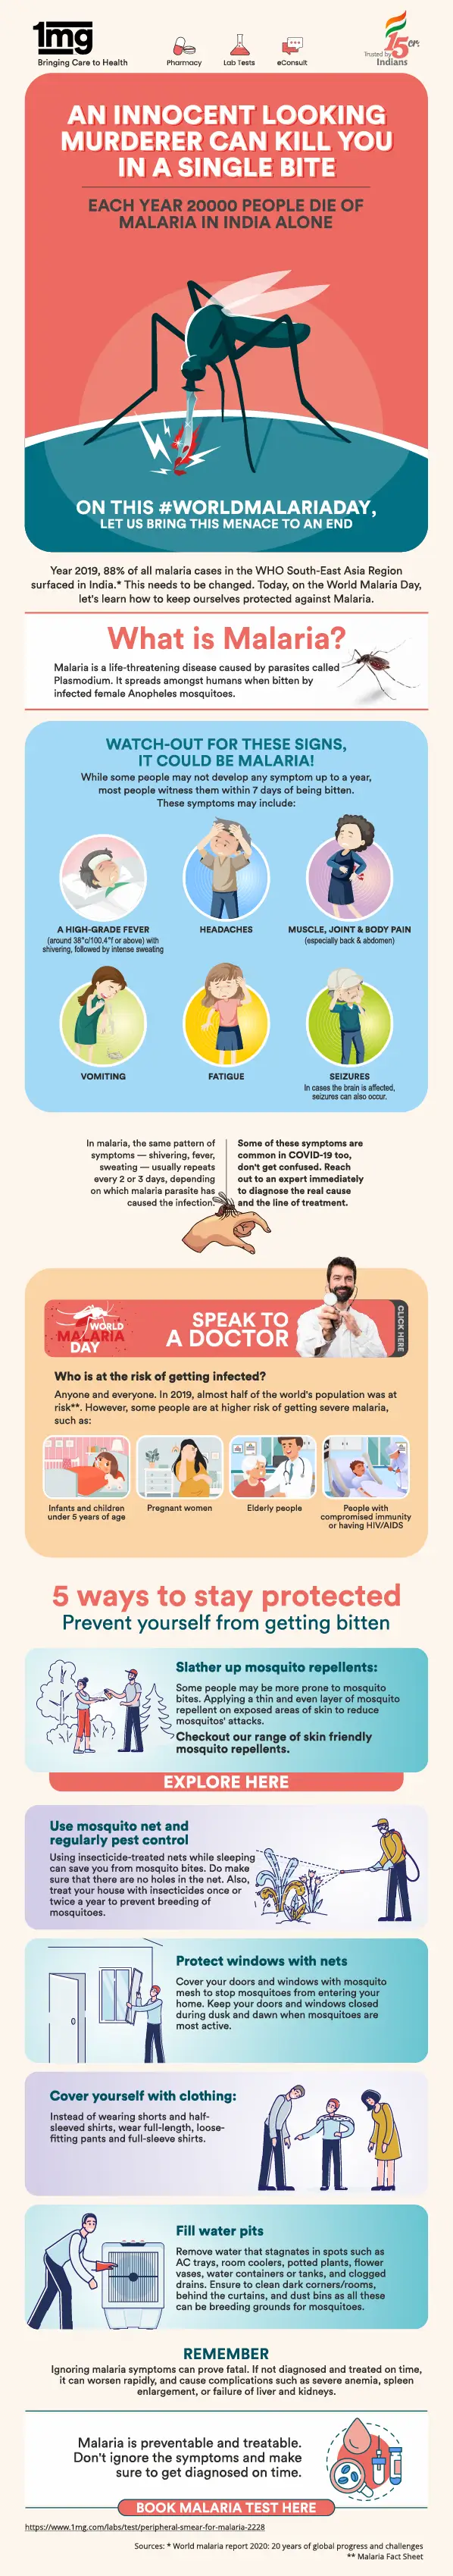 1mg
Bringing Care to Health
Pharmacy
Lab Tests
eConsult
Trusted by
15cr.
Indians
AN INNOCENT LOOKING
MURDERER CAN KILL YOU
IN A SINGLE BITE
EACH YEAR 20000 PEOPLE DIE OF
MALARIA IN INDIA ALONE
ON THIS #WORLDMALARIADAY,
LET US BRING THIS MENACE TO AN END
Year 2019, 88% of all malaria cases in the WHO South-East Asia Region
surfaced in India.* This needs to be changed. Today, on the World Malaria Day,
let's learn how to keep ourselves protected against Malaria.
What is Malaria?
Malaria is a life-threatening disease caused by parasites called
Plasmodium. It spreads amongst humans when bitten by
infected female Anopheles mosquitoes.
WATCH-OUT FOR THESE SIGNS,
IT COULD BE MALARIA!
While some people may not develop any symptom up to a year,
most people witness them within 7 days of being bitten.
These symptoms may include:
A HIGH-GRADE FEVER
(around 38°c/100.4°f or above) with
shivering, followed by intense sweating
HEADACHES
MUSCLE, JOINT & BODY PAIN
(especially back & abdomen)
VOMITING
FATIGUE
SEIZURES
In cases the brain is affected,
seizures can also occur.
In malaria, the same pattern of
symptoms — shivering, fever,
sweating — usually repeats
every 2 or 3 days, depending
on which malaria parasite has
caused the infection.
Some of these symptoms are
common in COVID-19 too,
don't get confused. Reach
out to an expert immediately
to diagnose the real cause
and the line of treatment.
WORLD
MALARIA
DAY
SPEAK TO
A DOCTOR
CLICK HERE
Who is at the risk of getting infected?
Anyone and everyone. In 2019, almost half of the world's population was at
risk**. However, some people are at higher risk of getting severe malaria,
such as:
Infants and children
under 5 years of age
Pregnant women
Elderly people
People with
compromised immunity
or having HIV/AIDS
5 ways to stay protected
Prevent yourself from getting bitten
Slather up mosquito repellents:
Some people may be more prone to mosquito
bites. Applying a thin and even layer of mosquito
repellent on exposed areas of skin to reduce
mosquitos' attacks.
Checkout our range of skin friendly
mosquito repellents.
EXPLORE HERE
Use mosquito net and
regularly pest control
Using insecticide-treated nets while sleeping
can save you from mosquito bites. Do make
sure that there are no holes in the net. Also,
treat your house with insecticides once or
twice a year to prevent breeding of
mosquitoes.
Protect windows with nets
Cover your doors and windows with mosquito
mesh to stop mosquitoes from entering your
home. Keep your doors and windows closed
during dusk and dawn when mosquitoes are
most active.
Cover yourself with clothing:
Instead of wearing shorts and half-
sleeved shirts, wear full-length, loose-
fitting pants and full-sleeve shirts.
Fill water pits
Remove water that stagnates in spots such as
AC trays, room coolers, potted plants, flower
vases, water containers or tanks, and clogged
drains. Ensure to clean dark corners/rooms,
behind the curtains, and dust bins as all these
can be breeding grounds for mosquitoes.
REMEMBER
Ignoring malaria symptoms can prove fatal. If not diagnosed and treated on time,
it can worsen rapidly, and cause complications such as severe anemia, spleen
enlargement, or failure of liver and kidneys.
Malaria is preventable and treatable.
Don't ignore the symptoms and make
sure to get diagnosed on time.
BOOK MALARIA TEST HERE
https://www.1mg.com/labs/test/peripheral-smear-for-malaria-2228
Sources: * World malaria report 2020: 20 years of global progress and challenges
** Malaria Fact Sheet